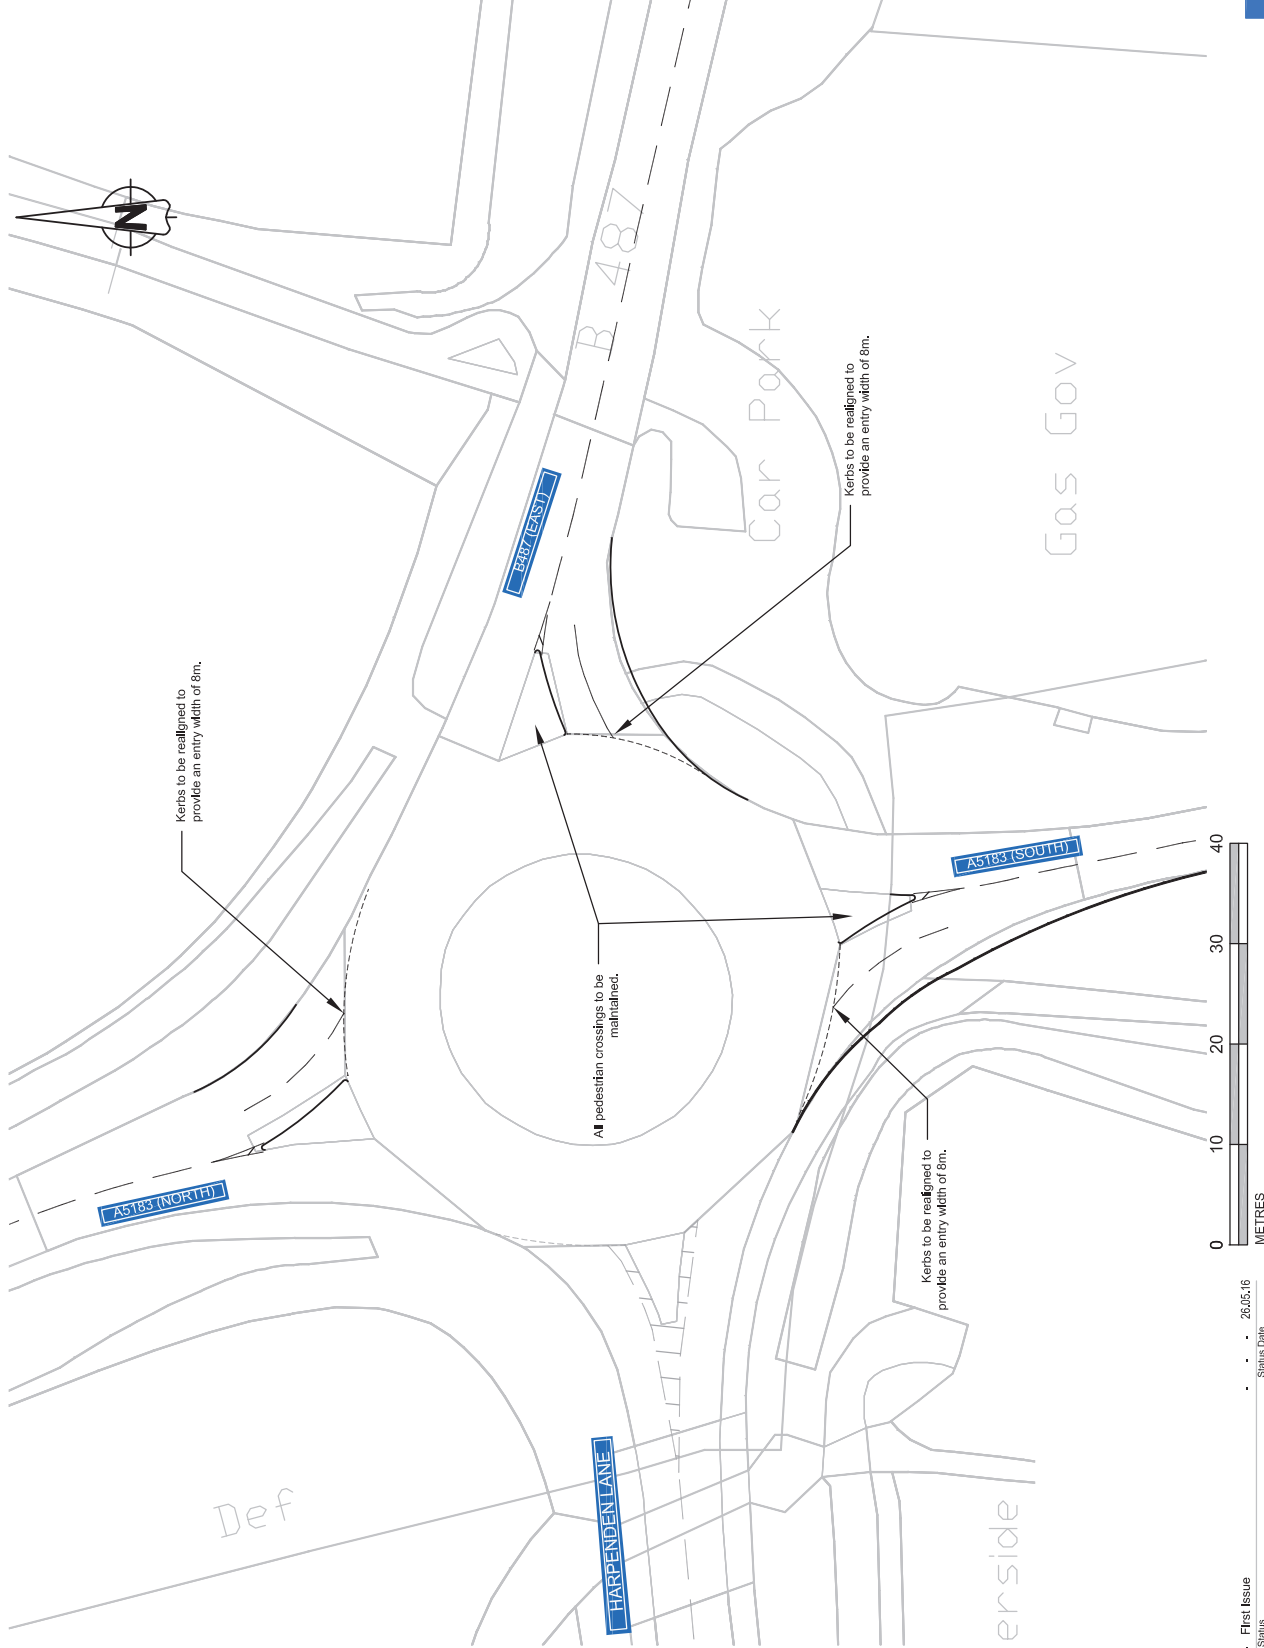 N
B 487
Car Park
Gas Gov
Kerbs to be realigned to
provide an entry width of 8m.
B487 (EAST)
Kerbs to be realigned to
provide an entry width of 8m.
A5183 (NORTH)
All pedestrian crossings to be
maintained.
A5183 (SOUTH)
Kerbs to be realigned to
provide an entry width of 8m.
HARPENDEN LANE
Def
erside
0 10 20 30 40
METRES
- First Issue - - - 26.05.16
Status Status Date